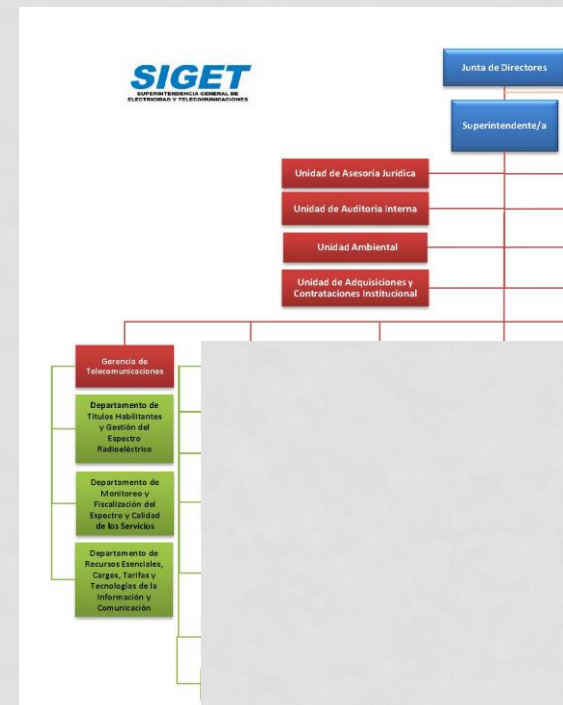 SIGET
SUPERINTENDENCIA GENERAL DE
ELECTRICIDAD Y TELECOMUNICACIONES
Junta de Directores
Superintendente/a
Unidad de Asesoría Jurídica
Unidad de Auditoría Interna
Unidad Ambiental
Unidad de Adquisiciones y
Contrataciones Institucional
Gerencia de
Telecomunicaciones
Departamento de
Títulos Habilitantes
y Gestión del
Espectro
Radioeléctrico
Departamento de
Monitoreo y
Fiscalización del
Espectro y Calidad
de los Servicios
Departamento de
Recursos Esenciales,
Cargos, Tarifas y
Tecnologías de la
Información y
Comunicación